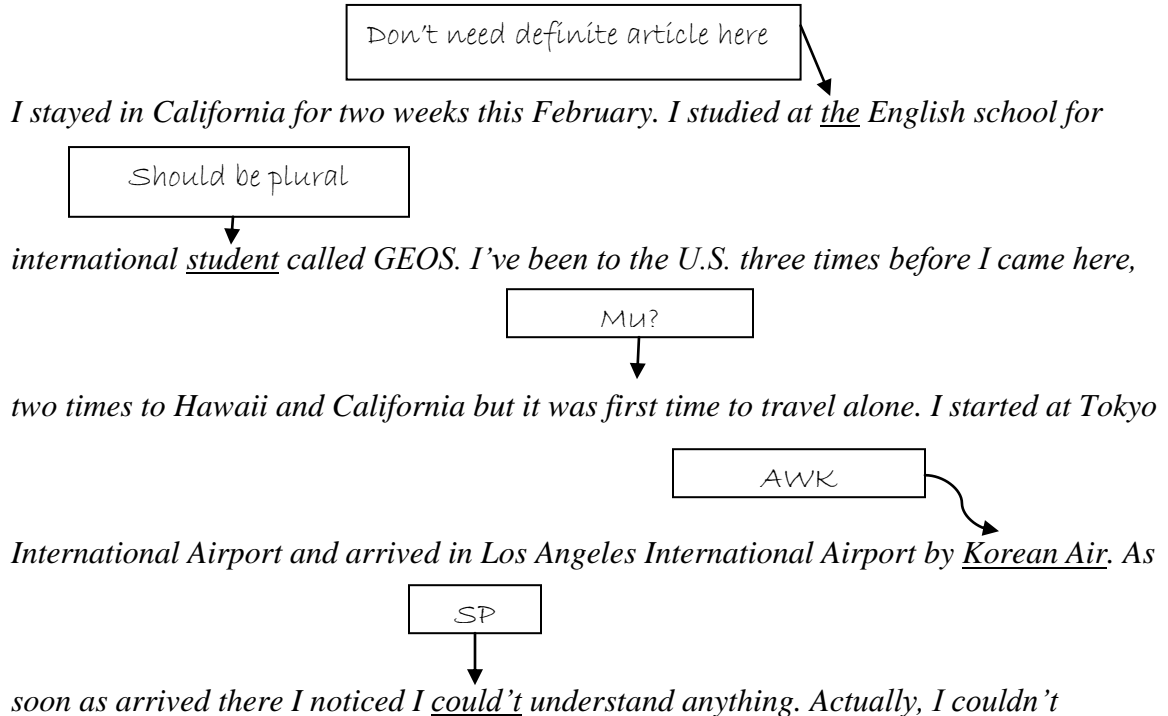 Don't need definite article here
I stayed in California for two weeks this February. I studied at the English school for
Should be plural
international student called GEOS. I've been to the U.S. three times before I came here,
Mu?
two times to Hawaii and California but it was first time to travel alone. I started at Tokyo
AWK
International Airport and arrived in Los Angeles International Airport by Korean Air. As
SP
soon as arrived there I noticed I could't understand anything. Actually, I couldn't